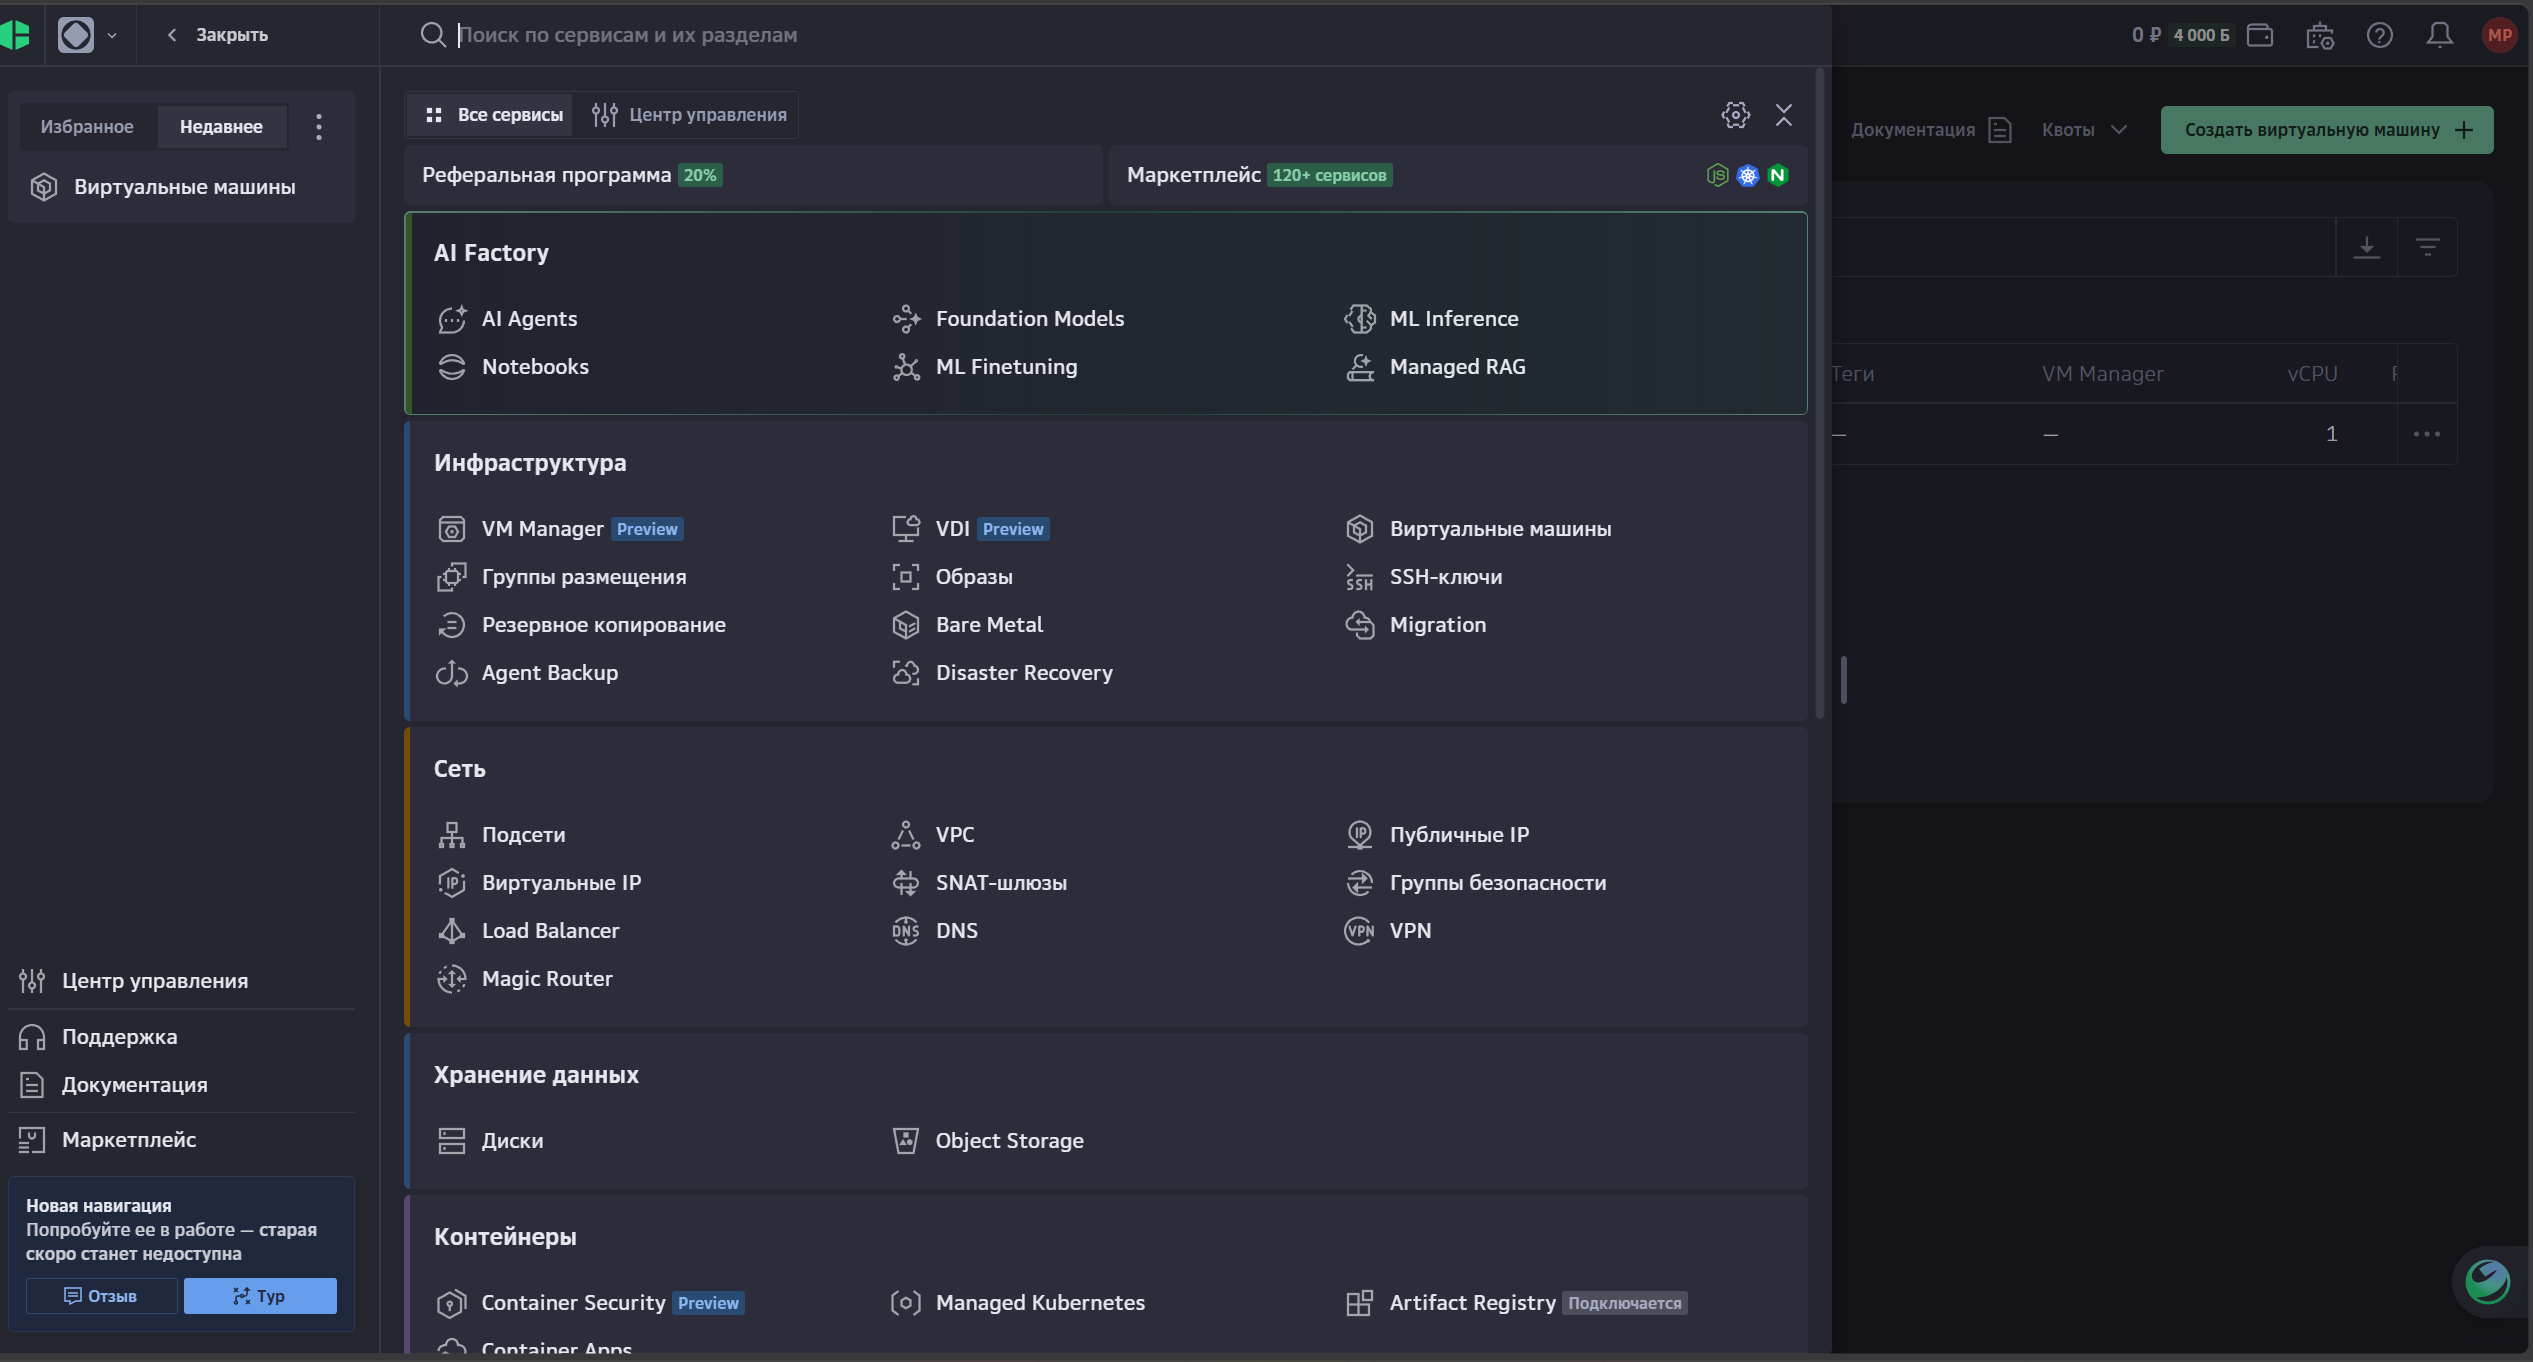 Закрыть
Поиск по сервисам и их разделам
0 ₽ 4 000 Б
МР
Избранное
Недавнее
Виртуальные машины
Все сервисы
Центр управления
Документация
Квоты
Создать виртуальную машину
Реферальная программа 20%
Маркетплейс 120+ сервисов
AI Factory
AI Agents
Foundation Models
ML Inference
Notebooks
ML Finetuning
Managed RAG
Теги
VM Manager
vCPU
—
—
1
Инфраструктура
VM Manager Preview
VDI Preview
Виртуальные машины
Группы размещения
Образы
SSH-ключи
Резервное копирование
Bare Metal
Migration
Agent Backup
Disaster Recovery
Сеть
Подсети
VPC
Публичные IP
Виртуальные IP
SNAT-шлюзы
Группы безопасности
Load Balancer
DNS
VPN
Magic Router
Хранение данных
Диски
Object Storage
Контейнеры
Container Security Preview
Managed Kubernetes
Artifact Registry Подключается
Container Apps
Центр управления
Поддержка
Документация
Маркетплейс
Новая навигация
Попробуйте ее в работе — старая
скоро станет недоступна
Отзыв
Тур